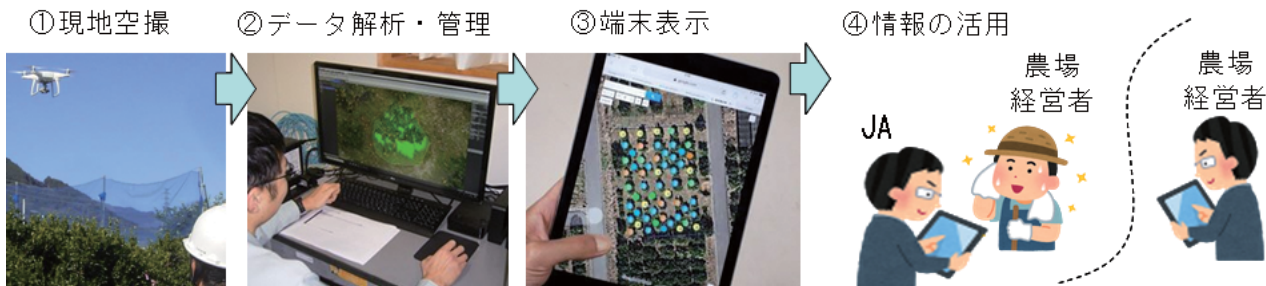 ①現地空撮
②データ解析・管理
③端末表示
④情報の活用
農場
経営者
農場
経営者
JA